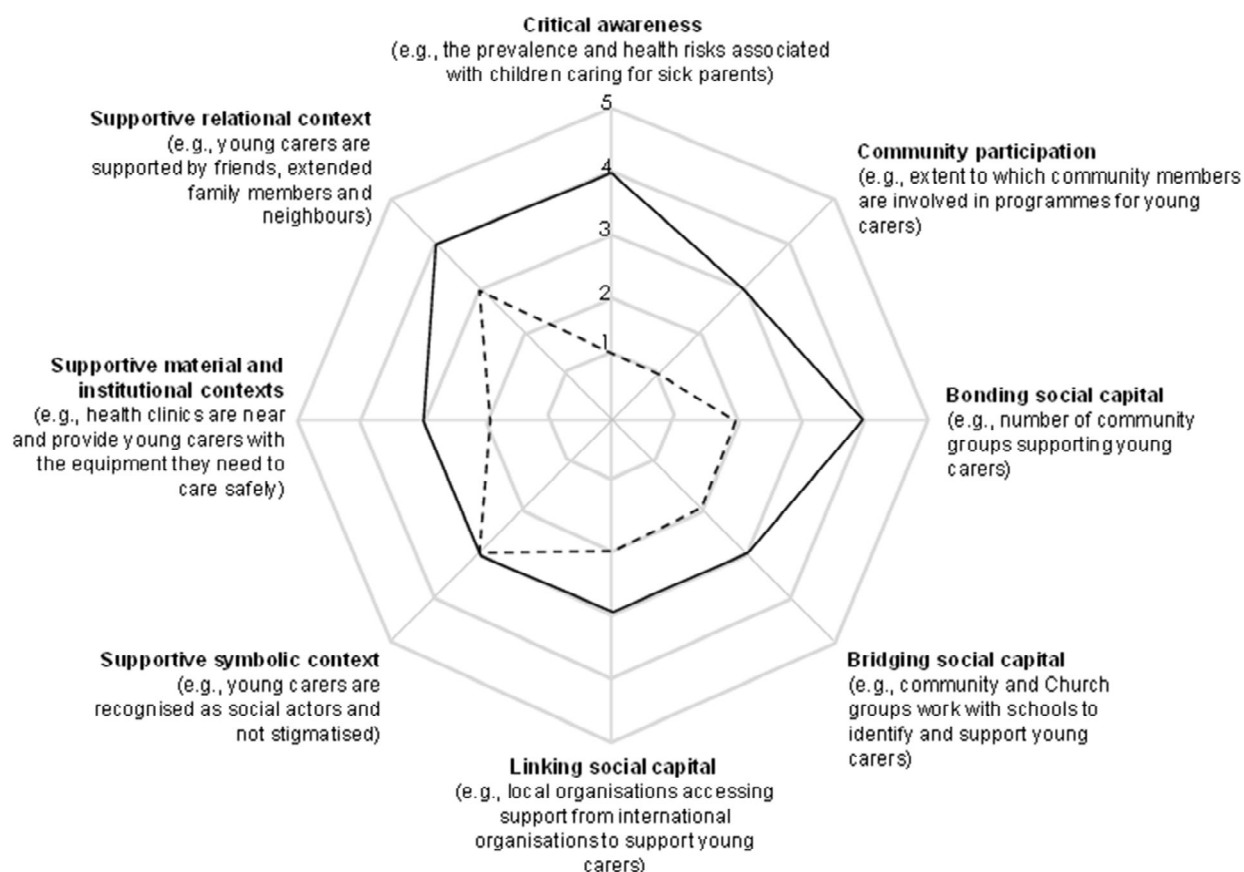 Critical awareness
(e.g., the prevalence and health risks associated
with children caring for sick parents)
5
4
3
2
1
Supportive relational context
(e.g., young carers are
supported by friends, extended
family members and
neighbours)
Community participation
(e.g., extent to which community members
are involved in programmes for young
carers)
Supportive material and
institutional contexts
(e.g., health clinics are near
and provide young carers with
the equipment they need to
care safely)
Bonding social capital
(e.g., number of community
groups supporting young
carers)
Supportive symbolic context
(e.g., young carers are
recognised as social actors and
not stigmatised)
Bridging social capital
(e.g., community and Church
groups work with schools to
identify and support young
carers)
Linking social capital
(e.g., local organisations accessing
support from international
organisations to support young
carers)